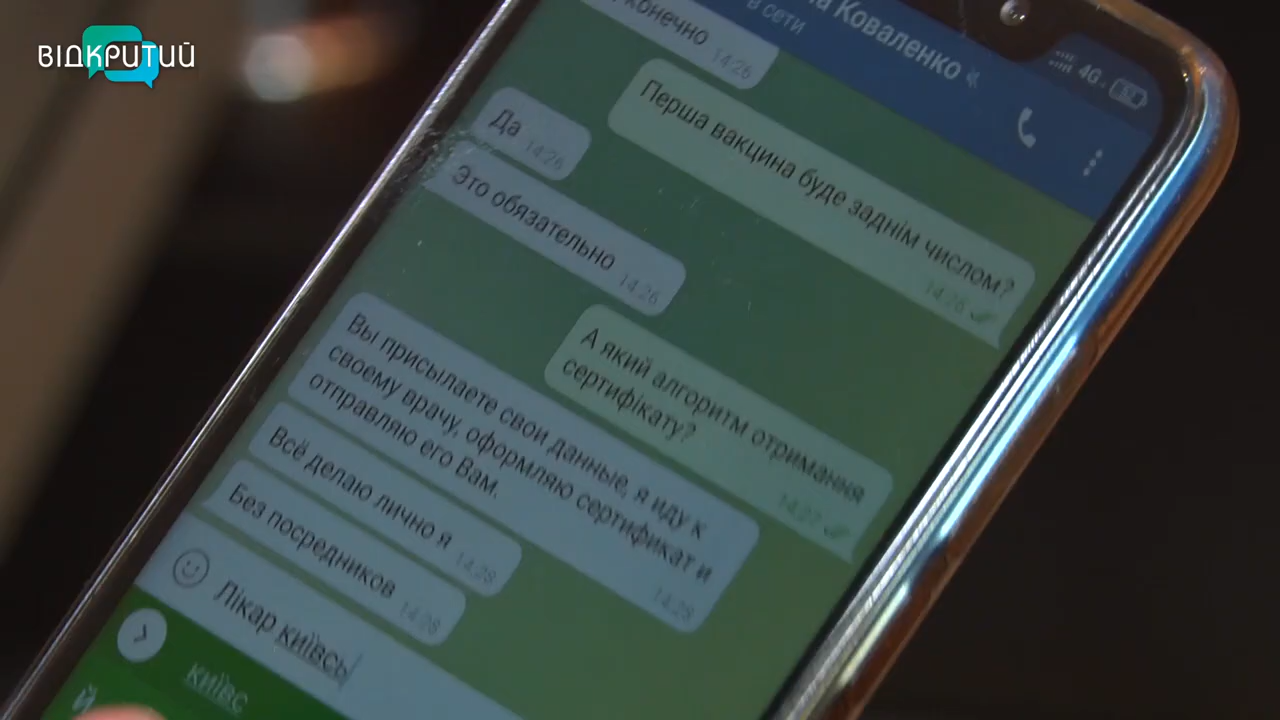 ВІДКРИТИЙ
Коваленко
в сети
4G
52
Конечно
14:26
Перша вакцина буде заднім числом?
14:26
Да
14:26
Это обязательно
14:26
А який алгоритм отримання
сертифікату?
14:27
Вы присылаете свои данные, я иду к
своему врачу, оформляю сертификат и
отправляю его Вам.
14:28
Всё делаю лично я
14:28
Без посредников
14:28
Лікар київсь
київс
й